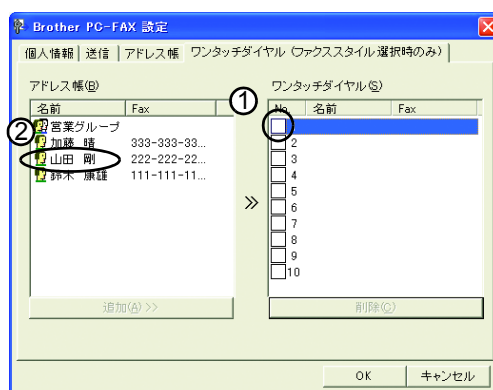 Brother PC-FAX 設定
個人情報 送信 アドレス帳 ワンタッチダイヤル（ファクススタイル選択時のみ）
アドレス帳(B)
ワンタッチダイヤル(S)
①
名前 Fax
No. 名前 Fax
②
営業グループ
加藤 晴 333-333-33...
山田 剛 222-222-22...
鈴木 康雄 111-111-11...
2
3
4
5
6
7
8
9
10
追加(A) >>
削除(C)
OK キャンセル